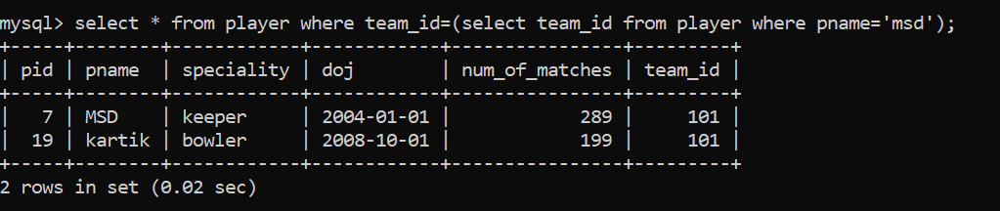 mysql> select * from player where team_id=(select team_id from player where pname='msd');
+-----+--------+------------+------------+----------------+---------+
| pid | pname  | speciality | doj        | num_of_matches | team_id |
+-----+--------+------------+------------+----------------+---------+
|   7 | MSD    | keeper     | 2004-01-01 |            289 |     101 |
|  19 | kartik | bowler     | 2008-10-01 |            199 |     101 |
+-----+--------+------------+------------+----------------+---------+
2 rows in set (0.02 sec)